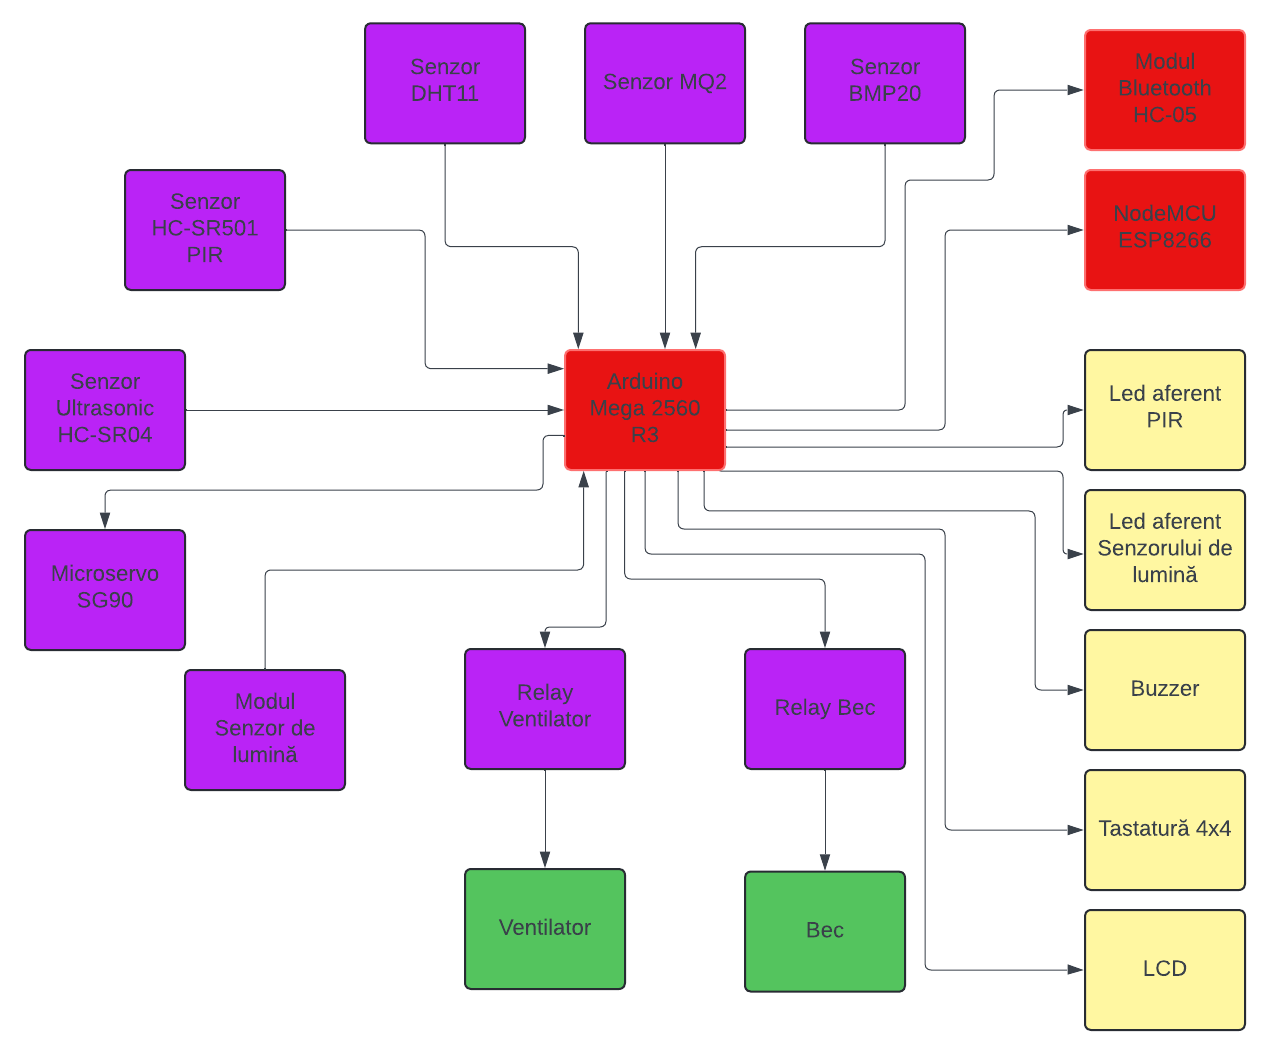 Senzor
DHT11
Senzor MQ2
Senzor
BMP20
Modul
Bluetooth
HC-05
Senzor
HC-SR501
PIR
NodeMCU
ESP8266
Senzor
Ultrasonic
HC-SR04
Arduino
Mega 2560
R3
Led aferent
PIR
Led aferent
Senzorului de
lumină
Microservo
SG90
Modul
Senzor de
lumină
Relay
Ventilator
Relay Bec
Buzzer
Tastatură 4x4
Ventilator
Bec
LCD